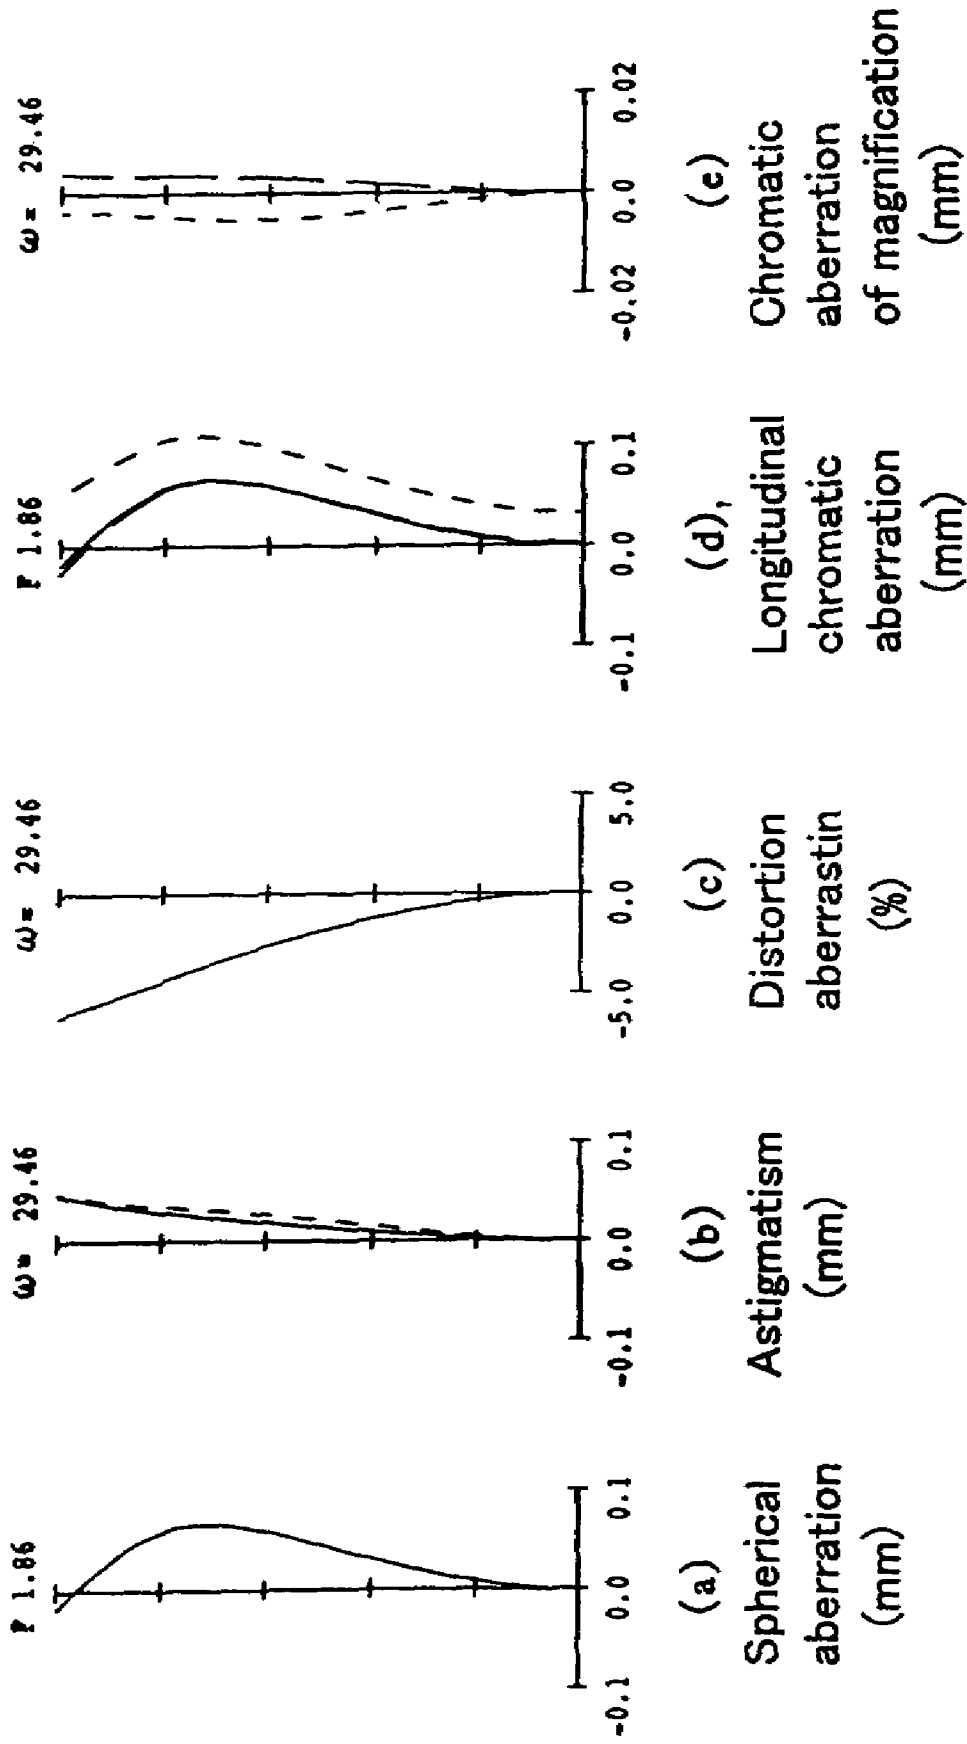 F 1.86
-0.1 0.0 0.1
(a)
Spherical
aberration
(mm)
ω= 29.46
-0.1 0.0 0.1
(b)
Astigmatism
(mm)
ω= 29.46
-5.0 0.0 5.0
(c)
Distortion
aberrastin
(%)
F 1.86
-0.1 0.0 0.1
(d),
Longitudinal
chromatic
aberration
(mm)
ω= 29.46
-0.02 0.0 0.02
(e)
Chromatic
aberration
of magnification
(mm)